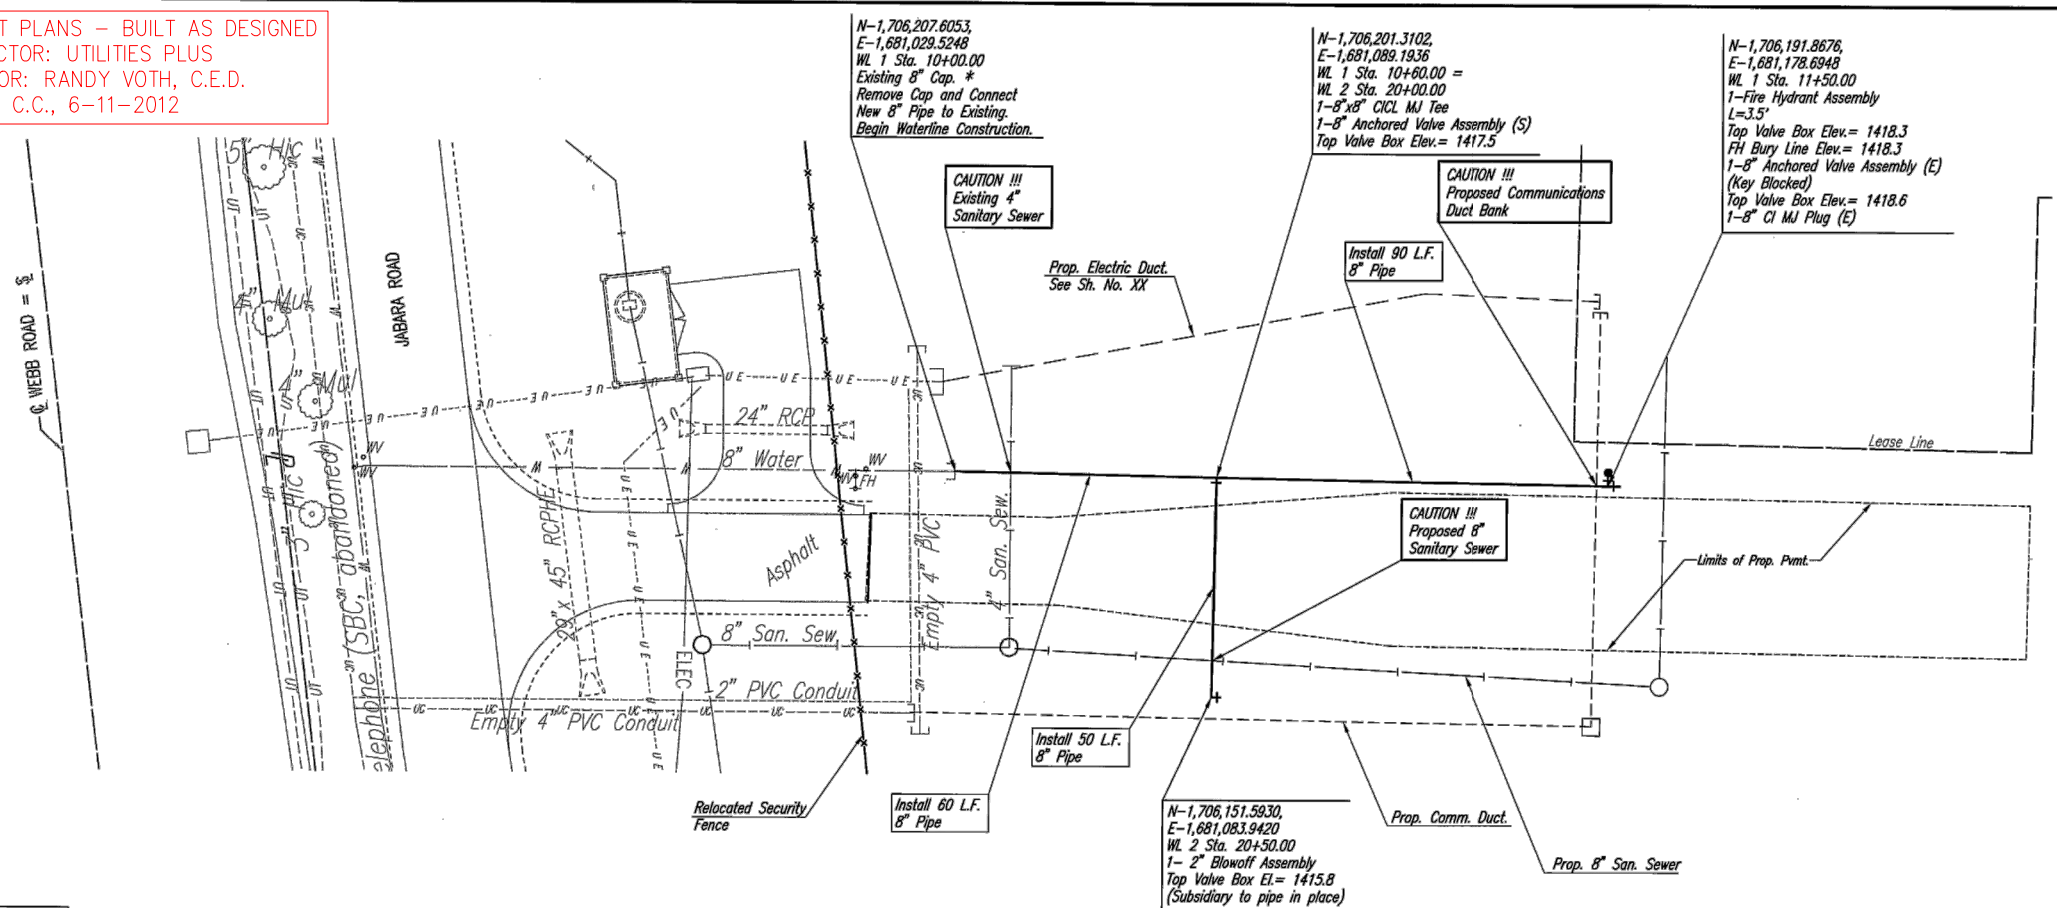 T PLANS – BUILT AS DESIGNED
CTOR: UTILITIES PLUS
OR: RANDY VOTH, C.E.D.
C.C., 6–11–2012
N–1,706,207.6053,
E–1,681,029.5248
WL 1 Sta. 10+00.00
Existing 8" Cap. *
Remove Cap and Connect
New 8" Pipe to Existing.
Begin Waterline Construction.
N–1,706,201.3102,
E–1,681,089.1936
WL 1 Sta. 10+60.00 =
WL 2 Sta. 20+00.00
1–8"x8" CICL MJ Tee
1–8" Anchored Valve Assembly (S)
Top Valve Box Elev.= 1417.5
N–1,706,191.8676,
E–1,681,178.6948
WL 1 Sta. 11+50.00
1–Fire Hydrant Assembly
L=3.5'
Top Valve Box Elev.= 1418.3
FH Bury Line Elev.= 1418.3
1–8" Anchored Valve Assembly (E)
(Key Blocked)
Top Valve Box Elev.= 1418.6
1–8" CI MJ Plug (E)
CAUTION !!!
Existing 4"
Sanitary Sewer
CAUTION !!!
Proposed Communications
Duct Bank
Install 90 L.F.
8" Pipe
Prop. Electric Duct.
See Sh. No. XX
℄ WEBB ROAD = ℄
JABARA ROAD
5" Hic
4" Mul
4" Mul
3" Hic
elephone (SBC, abandoned)
24" RCP
8" Water
WV
WV
WV
WV
FH
29" x 45" RCPHE
Asphalt
Empty 4" PVC
4" San. Sew.
8" San. Sew.
ELEC
2" PVC Conduit
Empty 4" PVC Conduit
Lease Line
CAUTION !!!
Proposed 8"
Sanitary Sewer
Limits of Prop. Pvmt.
Install 50 L.F.
8" Pipe
Install 60 L.F.
8" Pipe
Relocated Security
Fence
N–1,706,151.5930,
E–1,681,083.9420
WL 2 Sta. 20+50.00
1– 2" Blowoff Assembly
Top Valve Box El.= 1415.8
(Subsidiary to pipe in place)
Prop. Comm. Duct.
Prop. 8" San. Sewer